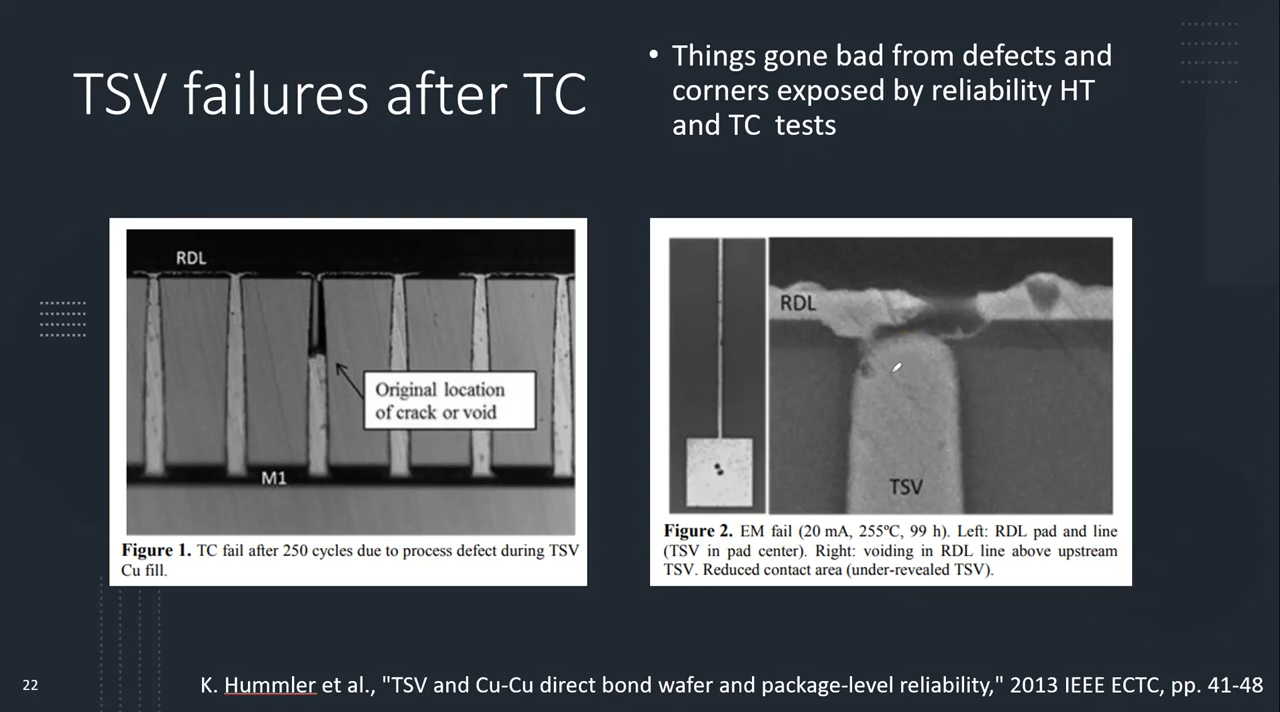 TSV failures after TC
• Things gone bad from defects and
corners exposed by reliability HT
and TC  tests
RDL
Original location
of crack or void
M1
Figure 1. TC fail after 250 cycles due to process defect during TSV
Cu fill.
RDL
TSV
Figure 2. EM fail (20 mA, 255ºC, 99 h). Left: RDL pad and line
(TSV in pad center). Right: voiding in RDL line above upstream
TSV. Reduced contact area (under-revealed TSV).
22
K. Hummler et al., "TSV and Cu-Cu direct bond wafer and package-level reliability," 2013 IEEE ECTC, pp. 41-48